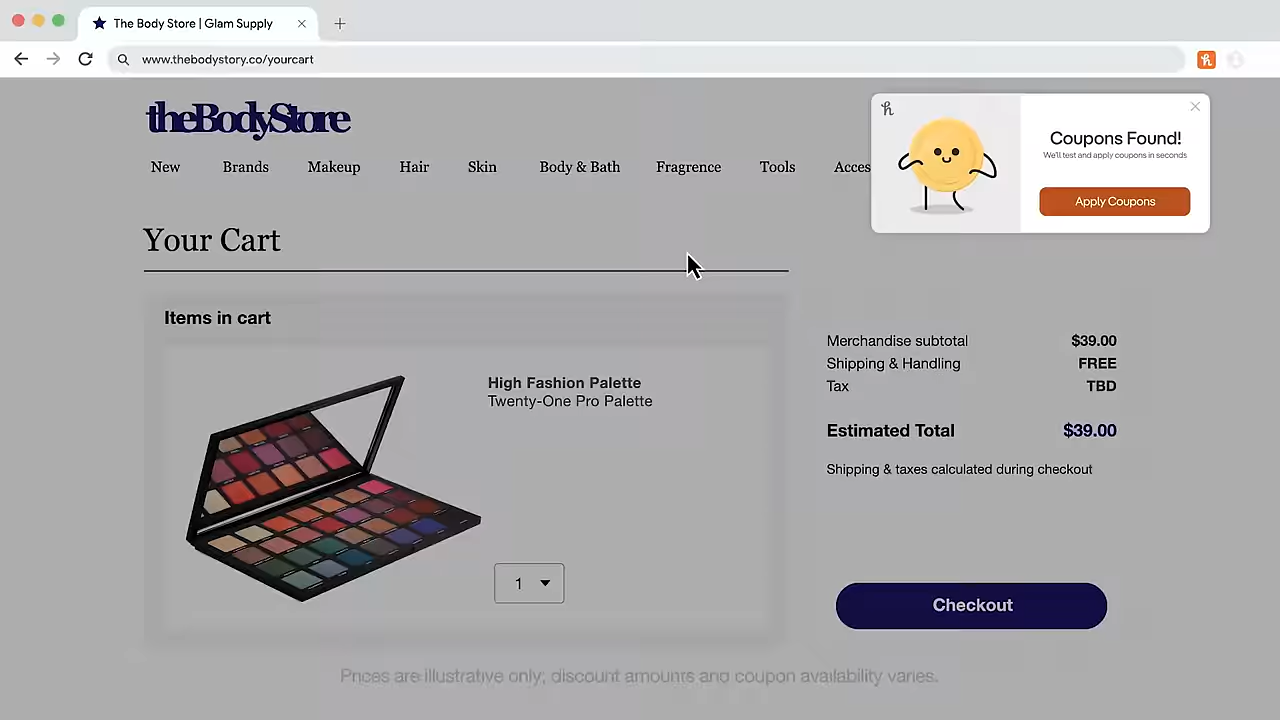 The Body Store | Glam Supply
www.thebodystory.co/yourcart
theBodyStore
New Brands Makeup Hair Skin Body & Bath Fragrence Tools Acces
Coupons Found!
We'll test and apply coupons in seconds
Apply Coupons
Your Cart
Items in cart
High Fashion Palette
Twenty-One Pro Palette
1
Merchandise subtotal $39.00
Shipping & Handling FREE
Tax TBD
Estimated Total $39.00
Shipping & taxes calculated during checkout
Checkout
Prices are illustrative only; discount amounts and coupon availability varies.